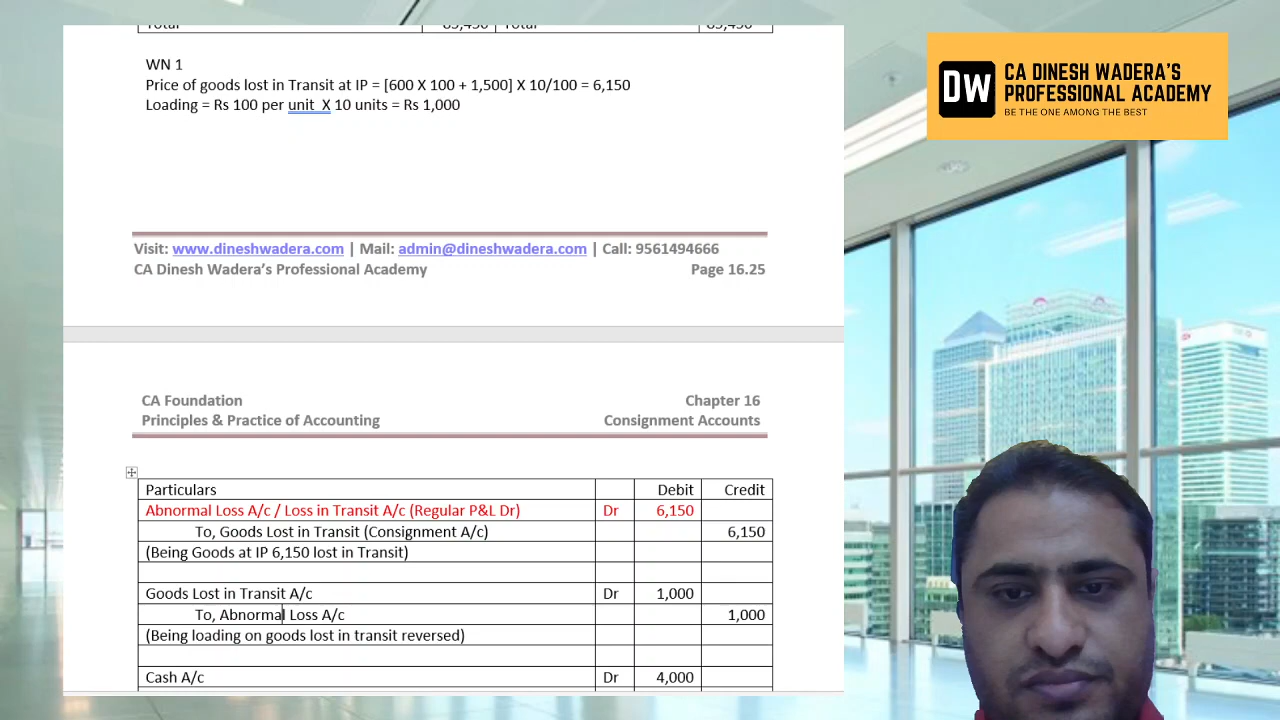 Total 83,450 Total 83,450
WN 1
Price of goods lost in Transit at IP = [600 X 100 + 1,500] X 10/100 = 6,150
Loading = Rs 100 per unit X 10 units = Rs 1,000
Visit: www.dineshwadera.com | Mail: admin@dineshwadera.com | Call: 9561494666
CA Dinesh Wadera's Professional Academy Page 16.25
CA Foundation Chapter 16
Principles & Practice of Accounting Consignment Accounts
Particulars Debit Credit
Abnormal Loss A/c / Loss in Transit A/c (Regular P&L Dr) Dr 6,150
To, Goods Lost in Transit (Consignment A/c) 6,150
(Being Goods at IP 6,150 lost in Transit)
Goods Lost in Transit A/c Dr 1,000
To, Abnormal Loss A/c 1,000
(Being loading on goods lost in transit reversed)
Cash A/c Dr 4,000
DW
CA DINESH WADERA'S
PROFESSIONAL ACADEMY
BE THE ONE AMONG THE BEST